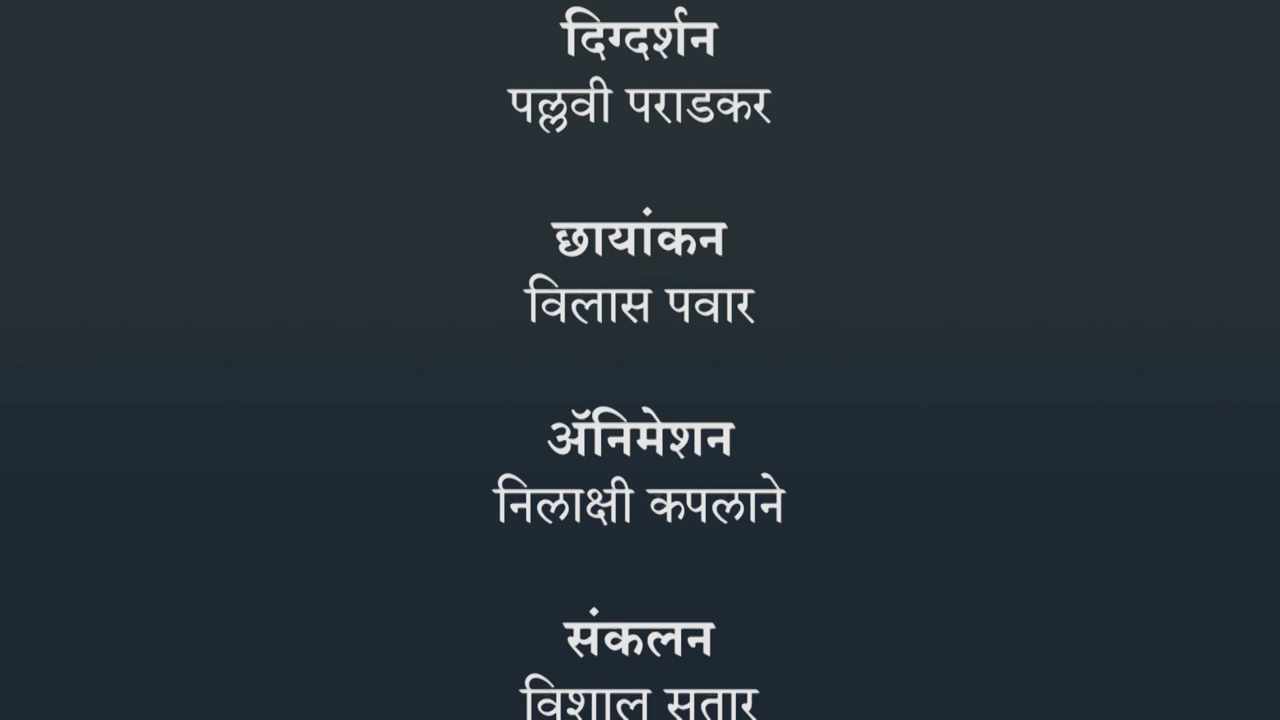 दिग्दर्शन
पल्लवी पराडकर
छायांकन
विलास पवार
ॲनिमेशन
निलाक्षी कपलाने
संकलन
विशाल सतार